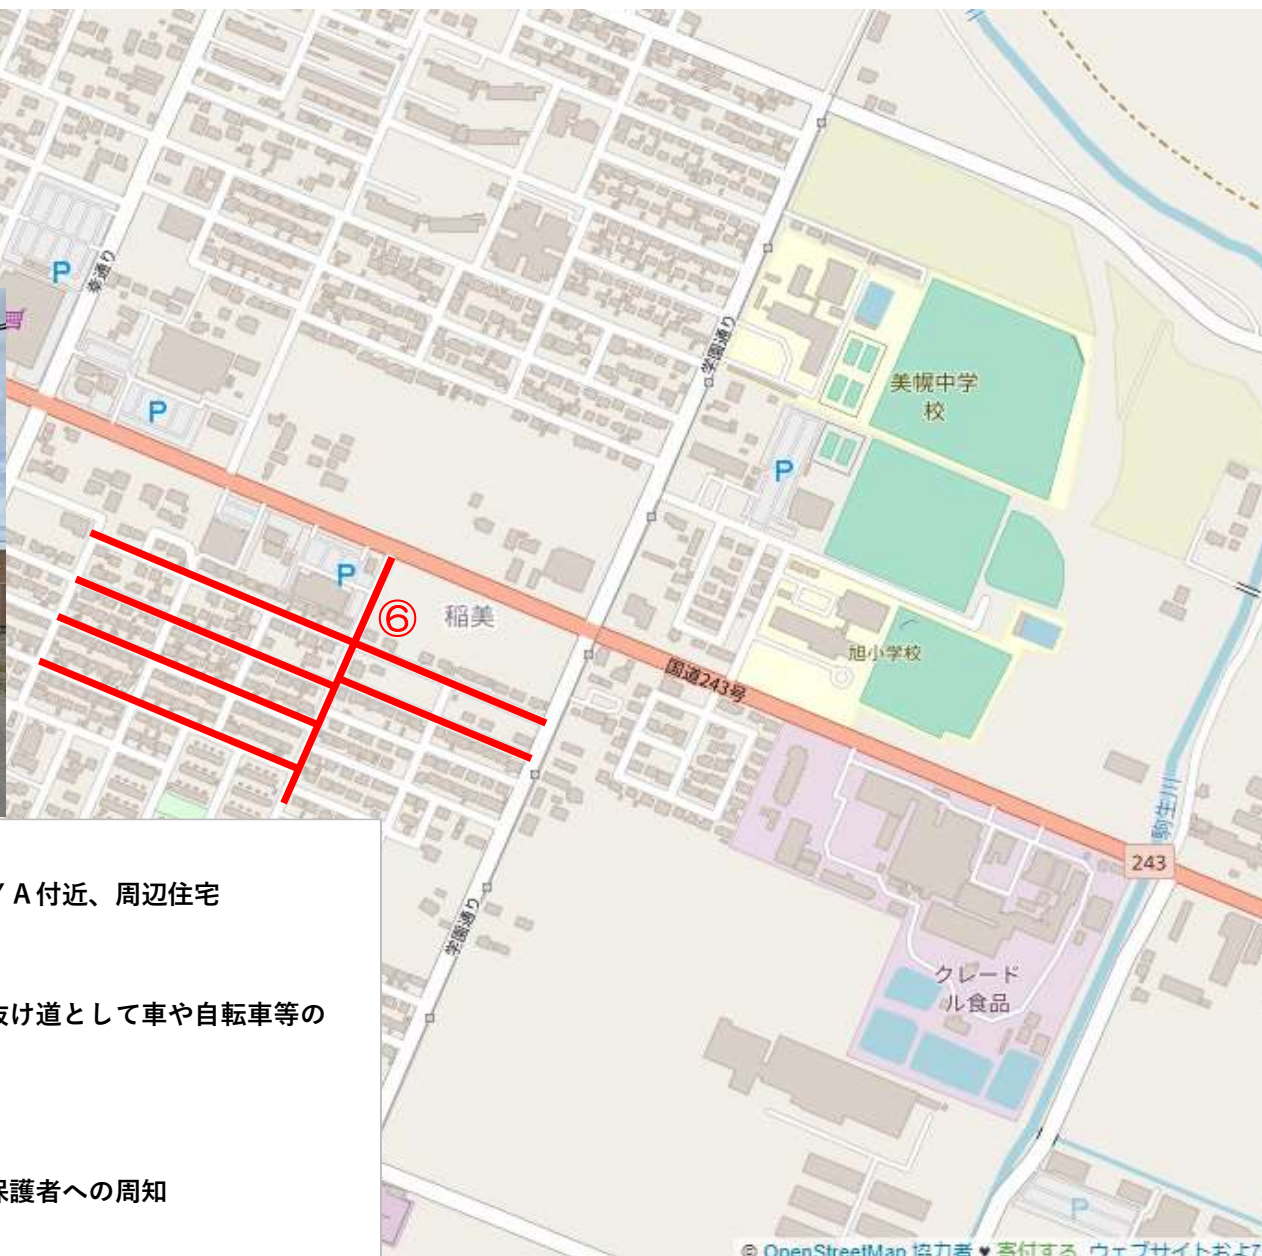 P
幸通り
学園通り
美幌中学
校
P
P
P
⑥
稲美
旭小学校
国道243号
駒生川
243
A付近、周辺住宅
学園通り
クレード
ル食品
抜け道として車や自転車等の
保護者への周知
P
© OpenStreetMap 協力者 ♥ 寄付する ウェブサイトおよび